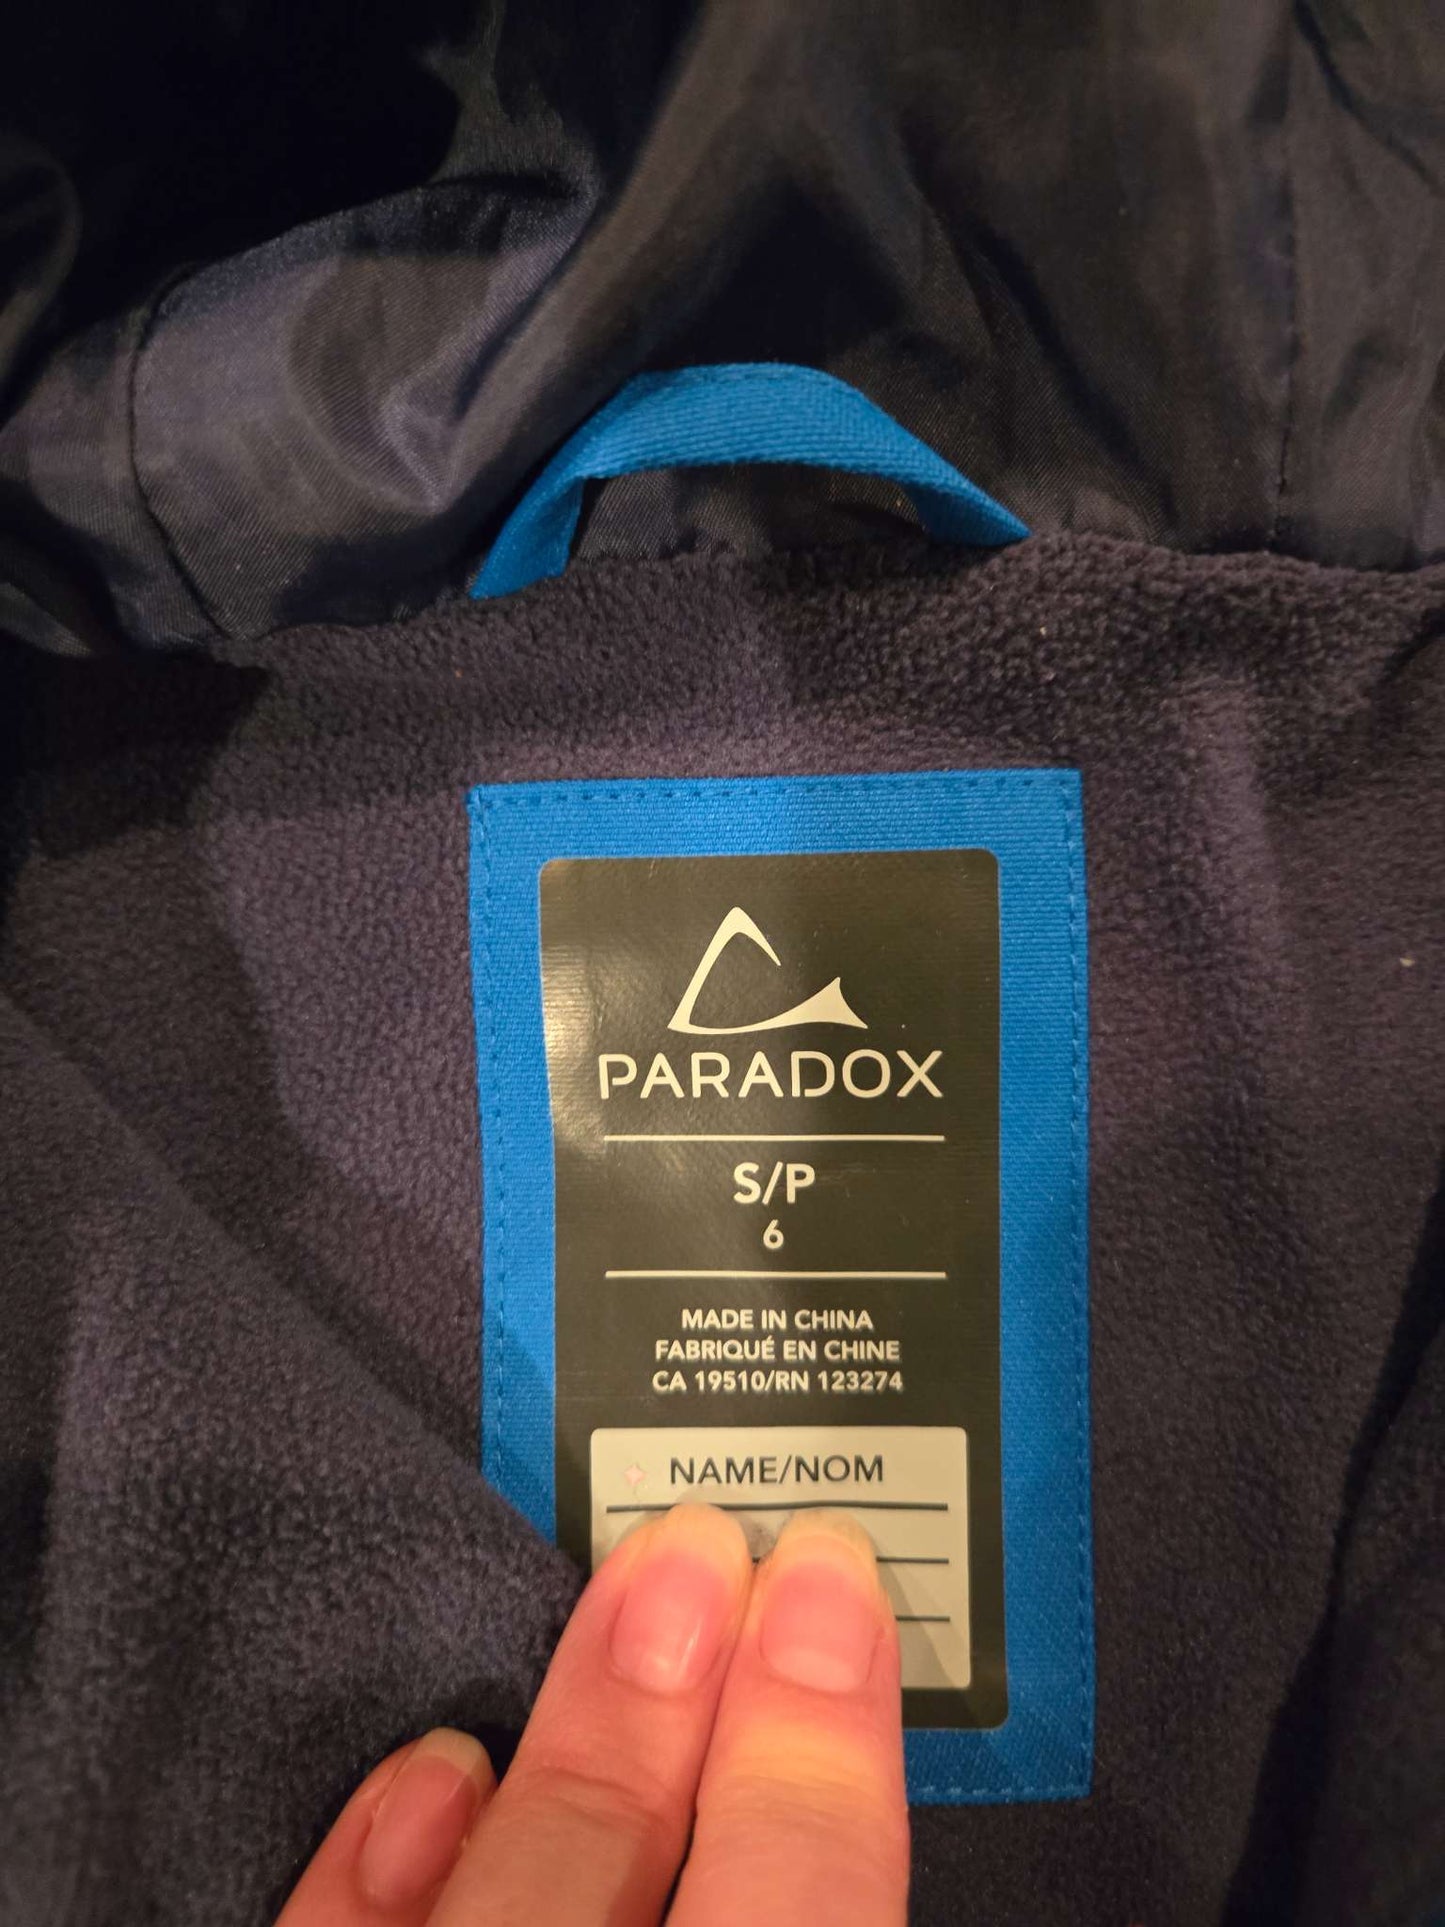 PARADOX
S/P
6
MADE IN CHINA
FABRIQUÉ EN CHINE
CA 19510/RN 123274
NAME/NOM